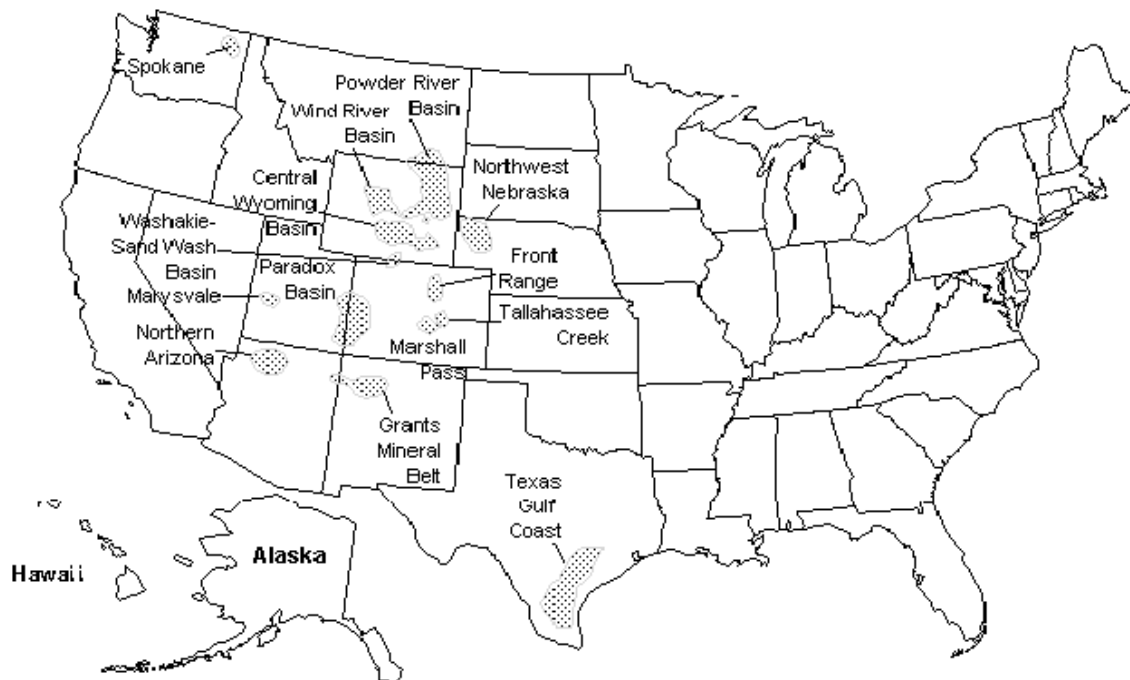 Spokane
Powder River
Basin
Wind River
Basin
Northwest
Nebraska
Central
Wyoming
Basin
Washakie-
Sand Wash
Basin
Paradox
Basin
Front
Range
Marysvale
Tallahassee
Creek
Northern
Arizona
Marshall
Pass
Grants
Mineral
Belt
Texas
Gulf
Coast
Alaska
Hawaii